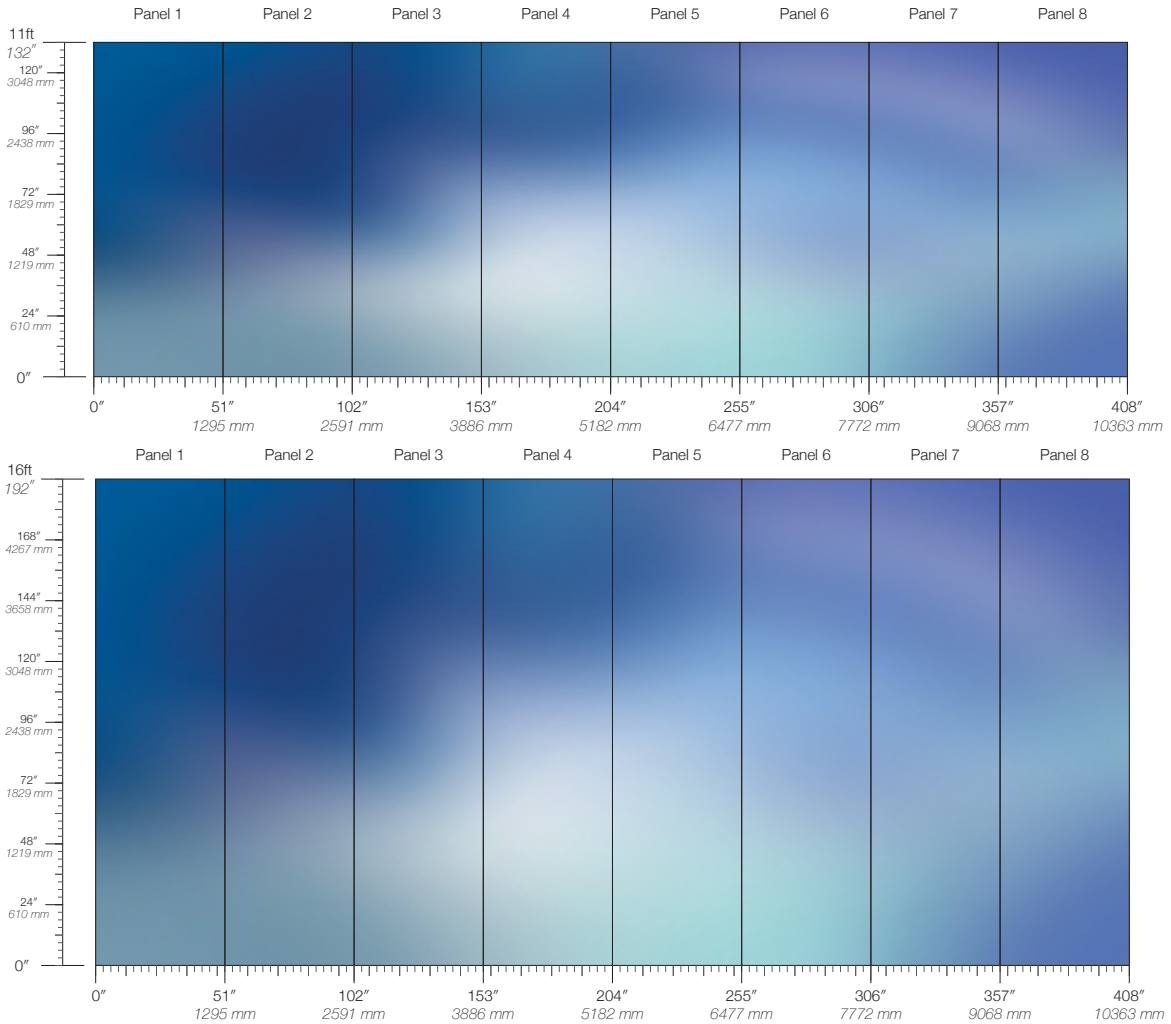 Panel 1 Panel 2 Panel 3 Panel 4 Panel 5 Panel 6 Panel 7 Panel 8
11ft
132″
120″
3048 mm
96″
2438 mm
72″
1829 mm
48″
1219 mm
24″
610 mm
0″
0″ 51″ 102″ 153″ 204″ 255″ 306″ 357″ 408″
1295 mm 2591 mm 3886 mm 5182 mm 6477 mm 7772 mm 9068 mm 10363 mm
Panel 1 Panel 2 Panel 3 Panel 4 Panel 5 Panel 6 Panel 7 Panel 8
16ft
192″
168″
4267 mm
144″
3658 mm
120″
3048 mm
96″
2438 mm
72″
1829 mm
48″
1219 mm
24″
610 mm
0″
0″ 51″ 102″ 153″ 204″ 255″ 306″ 357″ 408″
1295 mm 2591 mm 3886 mm 5182 mm 6477 mm 7772 mm 9068 mm 10363 mm